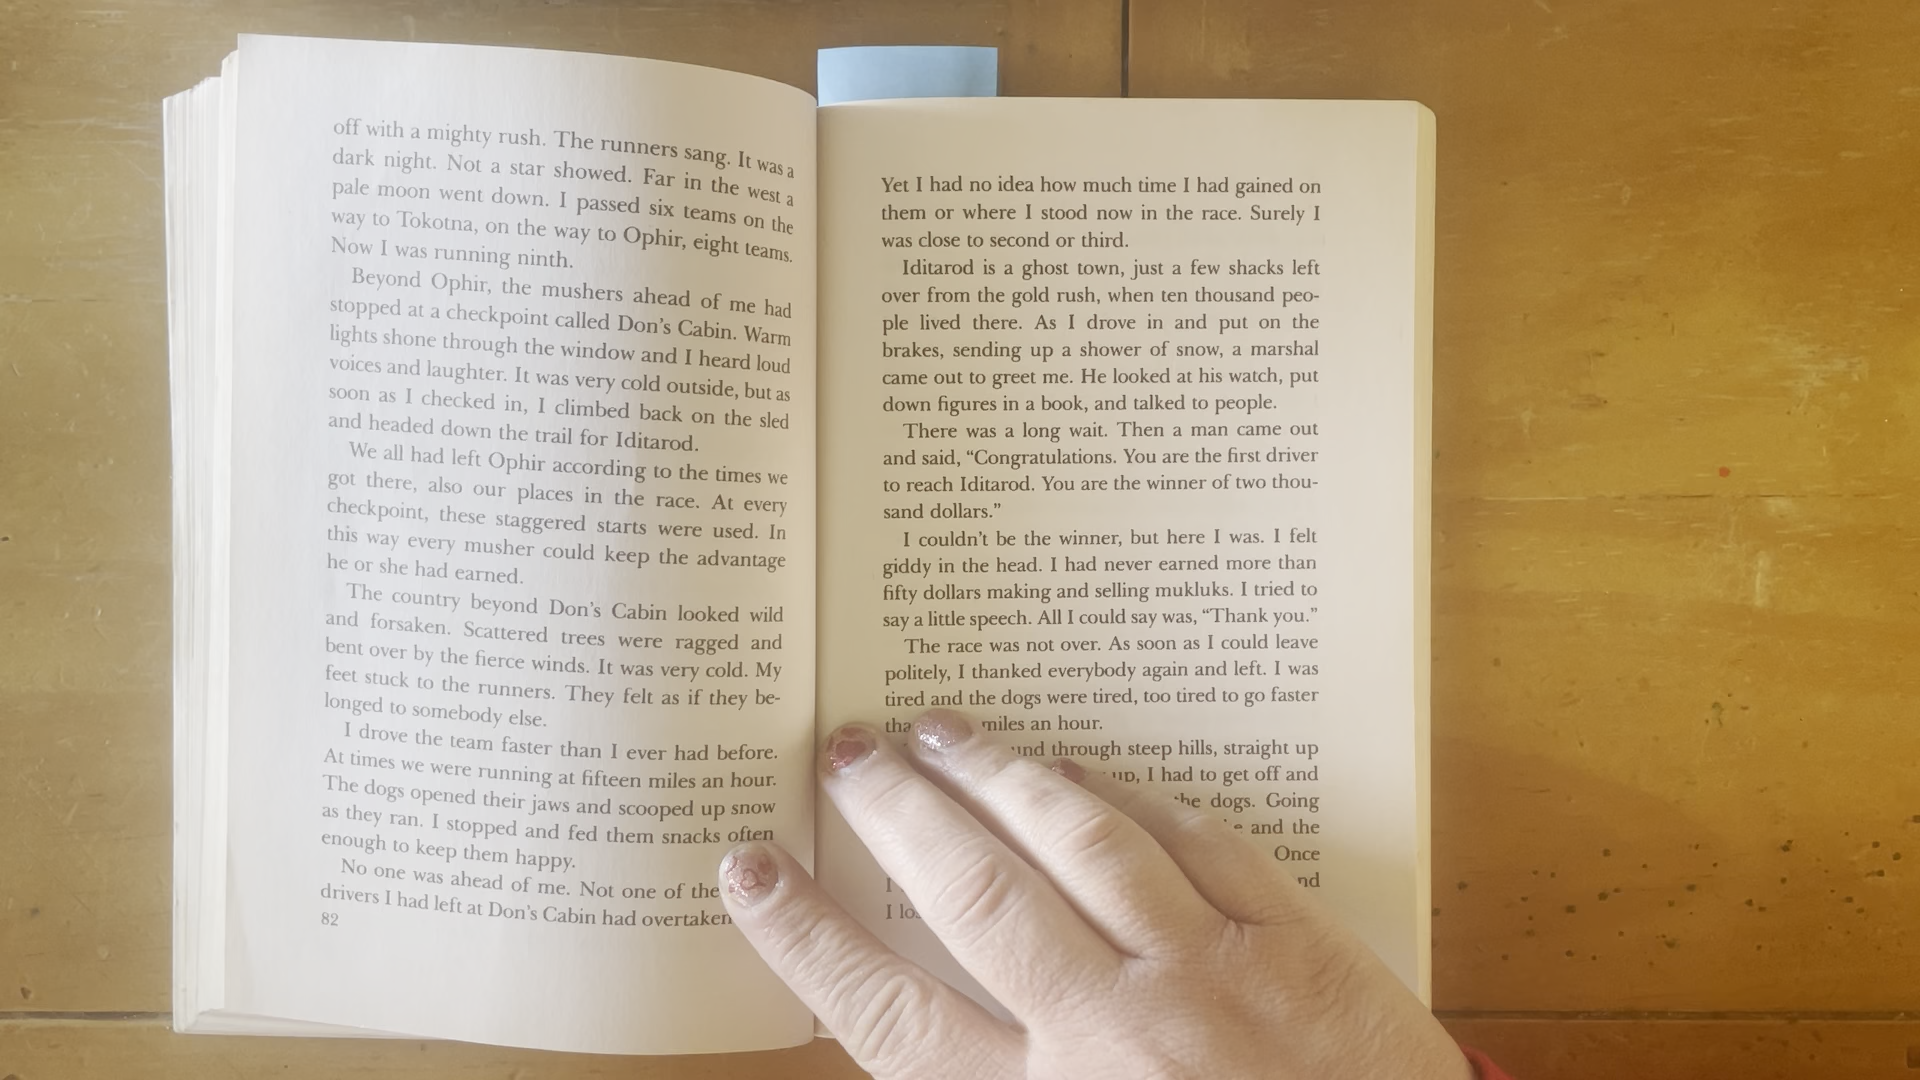 off with a mighty rush. The runners sang. It was a
dark night. Not a star showed. Far in the west a
pale moon went down. I passed six teams on the
way to Tokotna, on the way to Ophir, eight teams.
Now I was running ninth.
Beyond Ophir, the mushers ahead of me had
stopped at a checkpoint called Don's Cabin. Warm
lights shone through the window and I heard loud
voices and laughter. It was very cold outside, but as
soon as I checked in, I climbed back on the sled
and headed down the trail for Iditarod.
We all had left Ophir according to the times we
got there, also our places in the race. At every
checkpoint, these staggered starts were used. In
this way every musher could keep the advantage
he or she had earned.
The country beyond Don's Cabin looked wild
and forsaken. Scattered trees were ragged and
bent over by the fierce winds. It was very cold. My
feet stuck to the runners. They felt as if they be-
longed to somebody else.
I drove the team faster than I ever had before.
At times we were running at fifteen miles an hour.
The dogs opened their jaws and scooped up snow
as they ran. I stopped and fed them snacks often
enough to keep them happy.
No one was ahead of me. Not one of the
drivers I had left at Don's Cabin had overtaken
82
Yet I had no idea how much time I had gained on
them or where I stood now in the race. Surely I
was close to second or third.
Iditarod is a ghost town, just a few shacks left
over from the gold rush, when ten thousand peo-
ple lived there. As I drove in and put on the
brakes, sending up a shower of snow, a marshal
came out to greet me. He looked at his watch, put
down figures in a book, and talked to people.
There was a long wait. Then a man came out
and said, “Congratulations. You are the first driver
to reach Iditarod. You are the winner of two thou-
sand dollars.”
I couldn't be the winner, but here I was. I felt
giddy in the head. I had never earned more than
fifty dollars making and selling mukluks. I tried to
say a little speech. All I could say was, “Thank you.”
The race was not over. As soon as I could leave
politely, I thanked everybody again and left. I was
tired and the dogs were tired, too tired to go faster
miles an hour.
through steep hills, straight up
up, I had to get off and
the dogs. Going
and the
Once
I
I